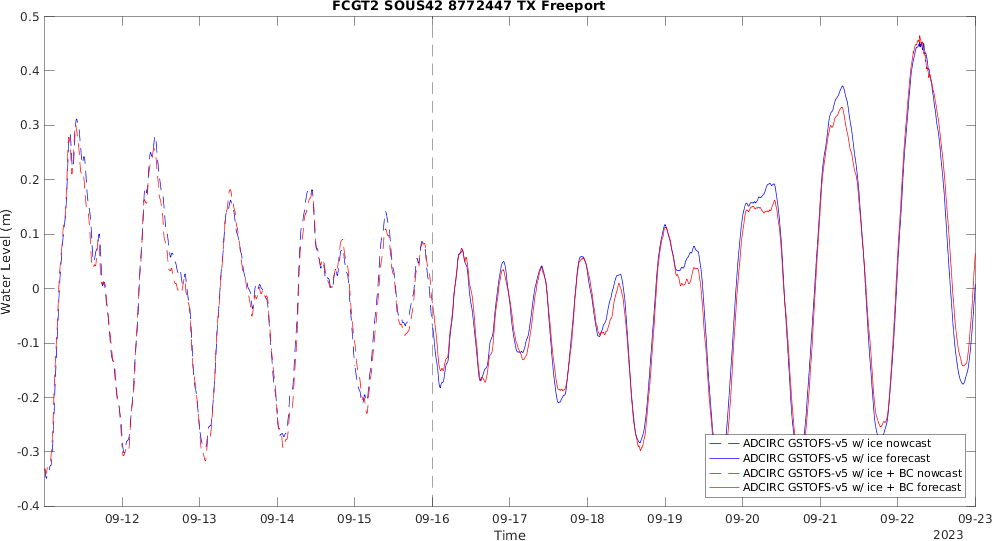 FCGT2 SOUS42 8772447 TX Freeport
0.5
0.4
0.3
0.2
0.1
0
-0.1
-0.2
-0.3
-0.4
Water Level (m)
ADCIRC GSTOFS-v5 w/ ice nowcast
ADCIRC GSTOFS-v5 w/ ice forecast
ADCIRC GSTOFS-v5 w/ ice + BC nowcast
ADCIRC GSTOFS-v5 w/ ice + BC forecast
09-12 09-13 09-14 09-15 09-16 09-17 09-18 09-19 09-20 09-21 09-22 09-23
Time
2023